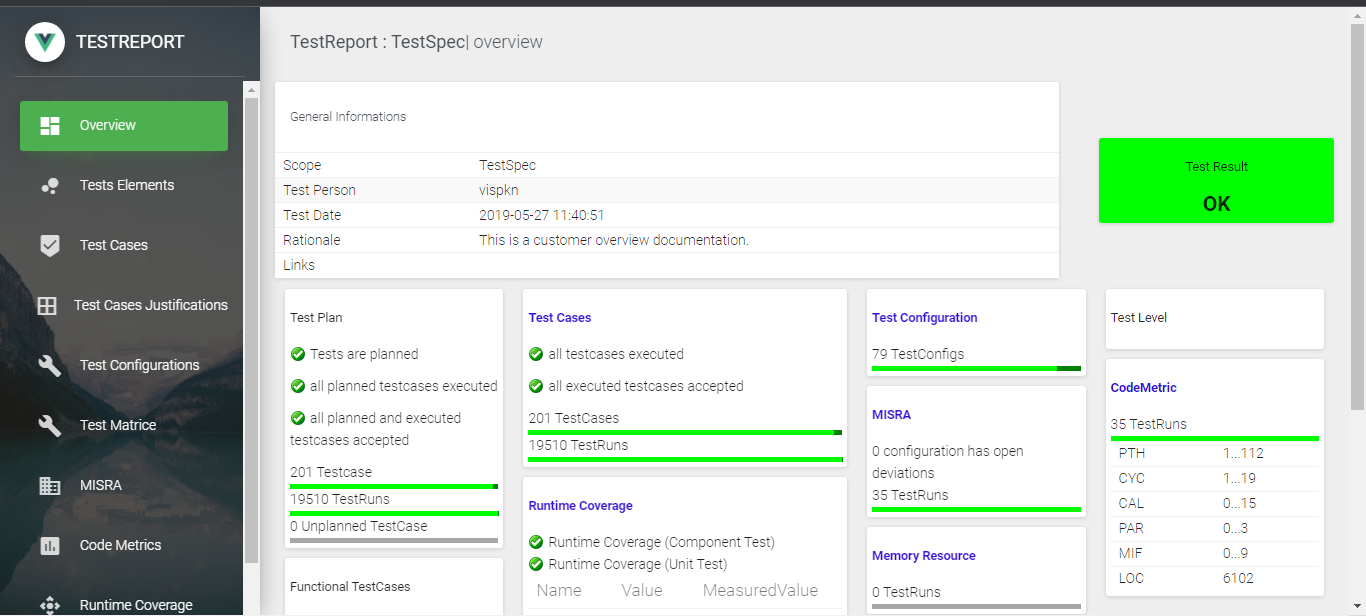 TESTREPORT
Overview
Tests Elements
Test Cases
Test Cases Justifications
Test Configurations
Test Matrice
MISRA
Code Metrics
Runtime Coverage
TestReport : TestSpec| overview
General Informations
Scope TestSpec
Test Person vispkn
Test Date 2019-05-27 11:40:51
Rationale This is a customer overview documentation.
Links
Test Result
OK
Test Plan
Tests are planned
all planned testcases executed
all planned and executed
testcases accepted
201 Testcase
19510 TestRuns
0 Unplanned TestCase
Functional TestCases
Test Cases
all testcases executed
all executed testcases accepted
201 TestCases
19510 TestRuns
Runtime Coverage
Runtime Coverage (Component Test)
Runtime Coverage (Unit Test)
Name Value MeasuredValue
Test Configuration
79 TestConfigs
MISRA
0 configuration has open
deviations
35 TestRuns
Memory Resource
0 TestRuns
Test Level
CodeMetric
35 TestRuns
PTH 1...112
CYC 1...19
CAL 0...15
PAR 0...3
MIF 0...9
LOC 6102